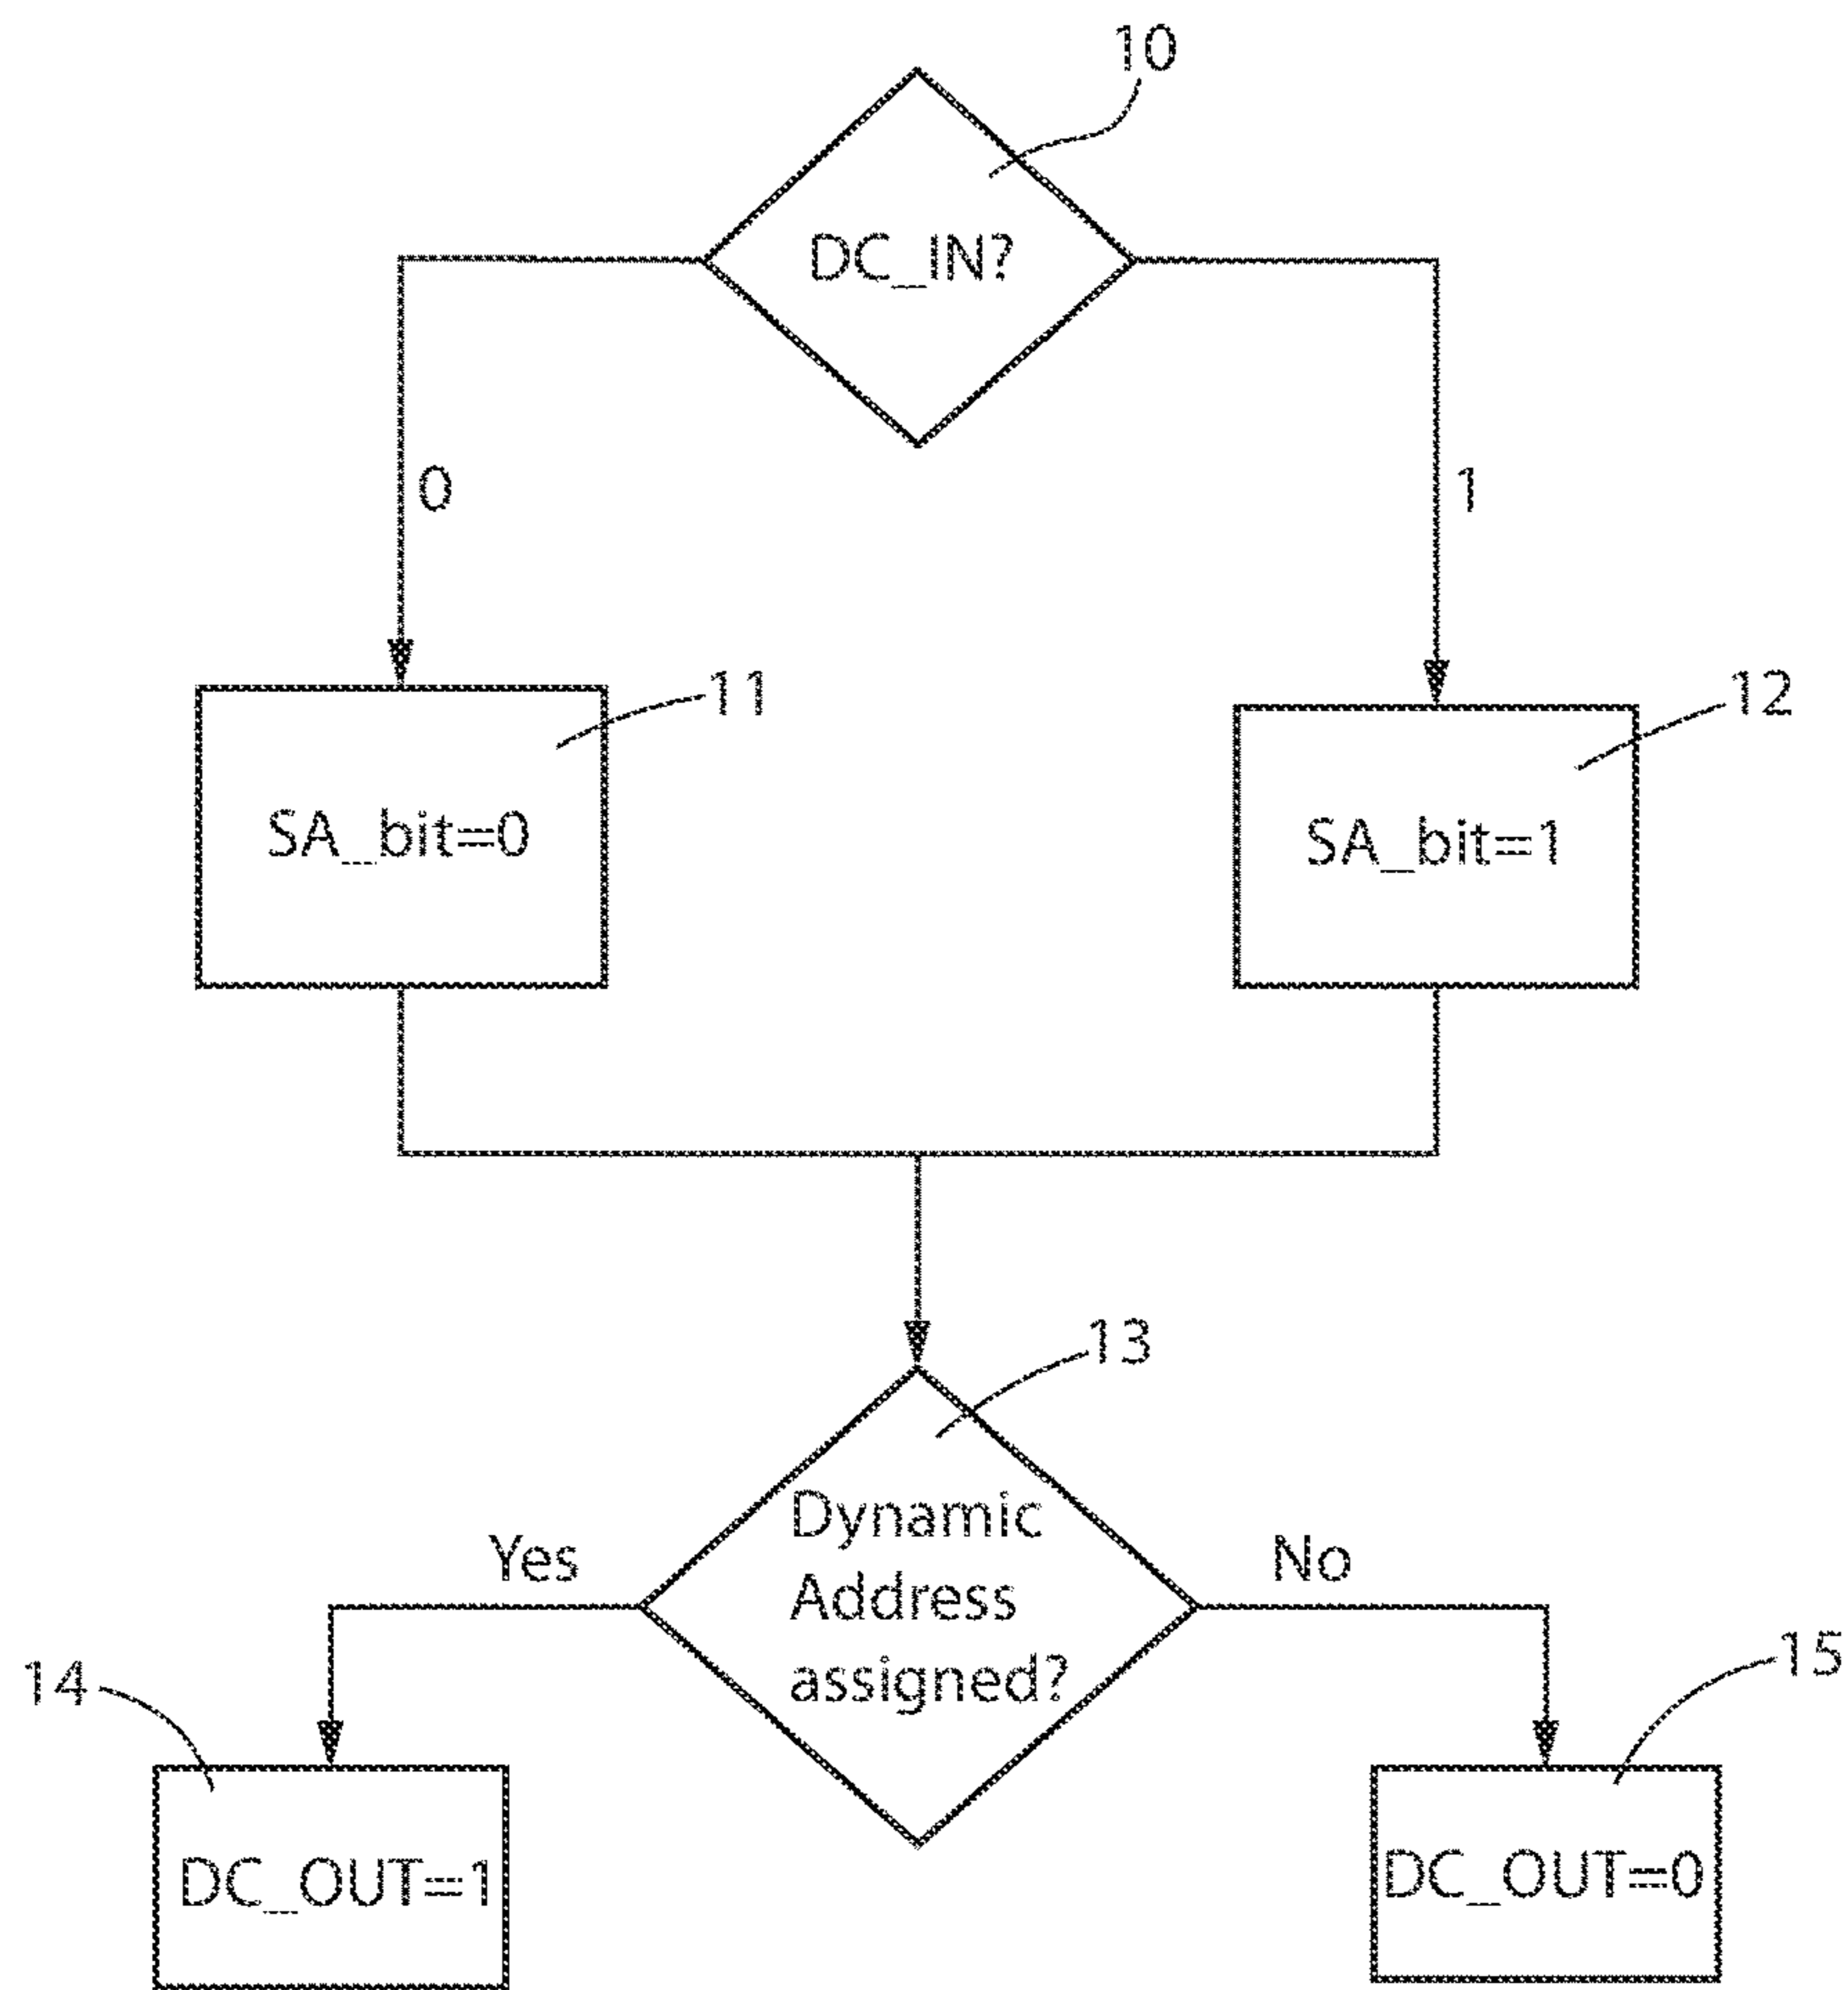 10
DC_IN?
0
1
11
12
SA_bit=0
SA_bit=1
13
Dynamic
Address
assigned?
Yes
No
14
15
DC_OUT=1
DC_OUT=0